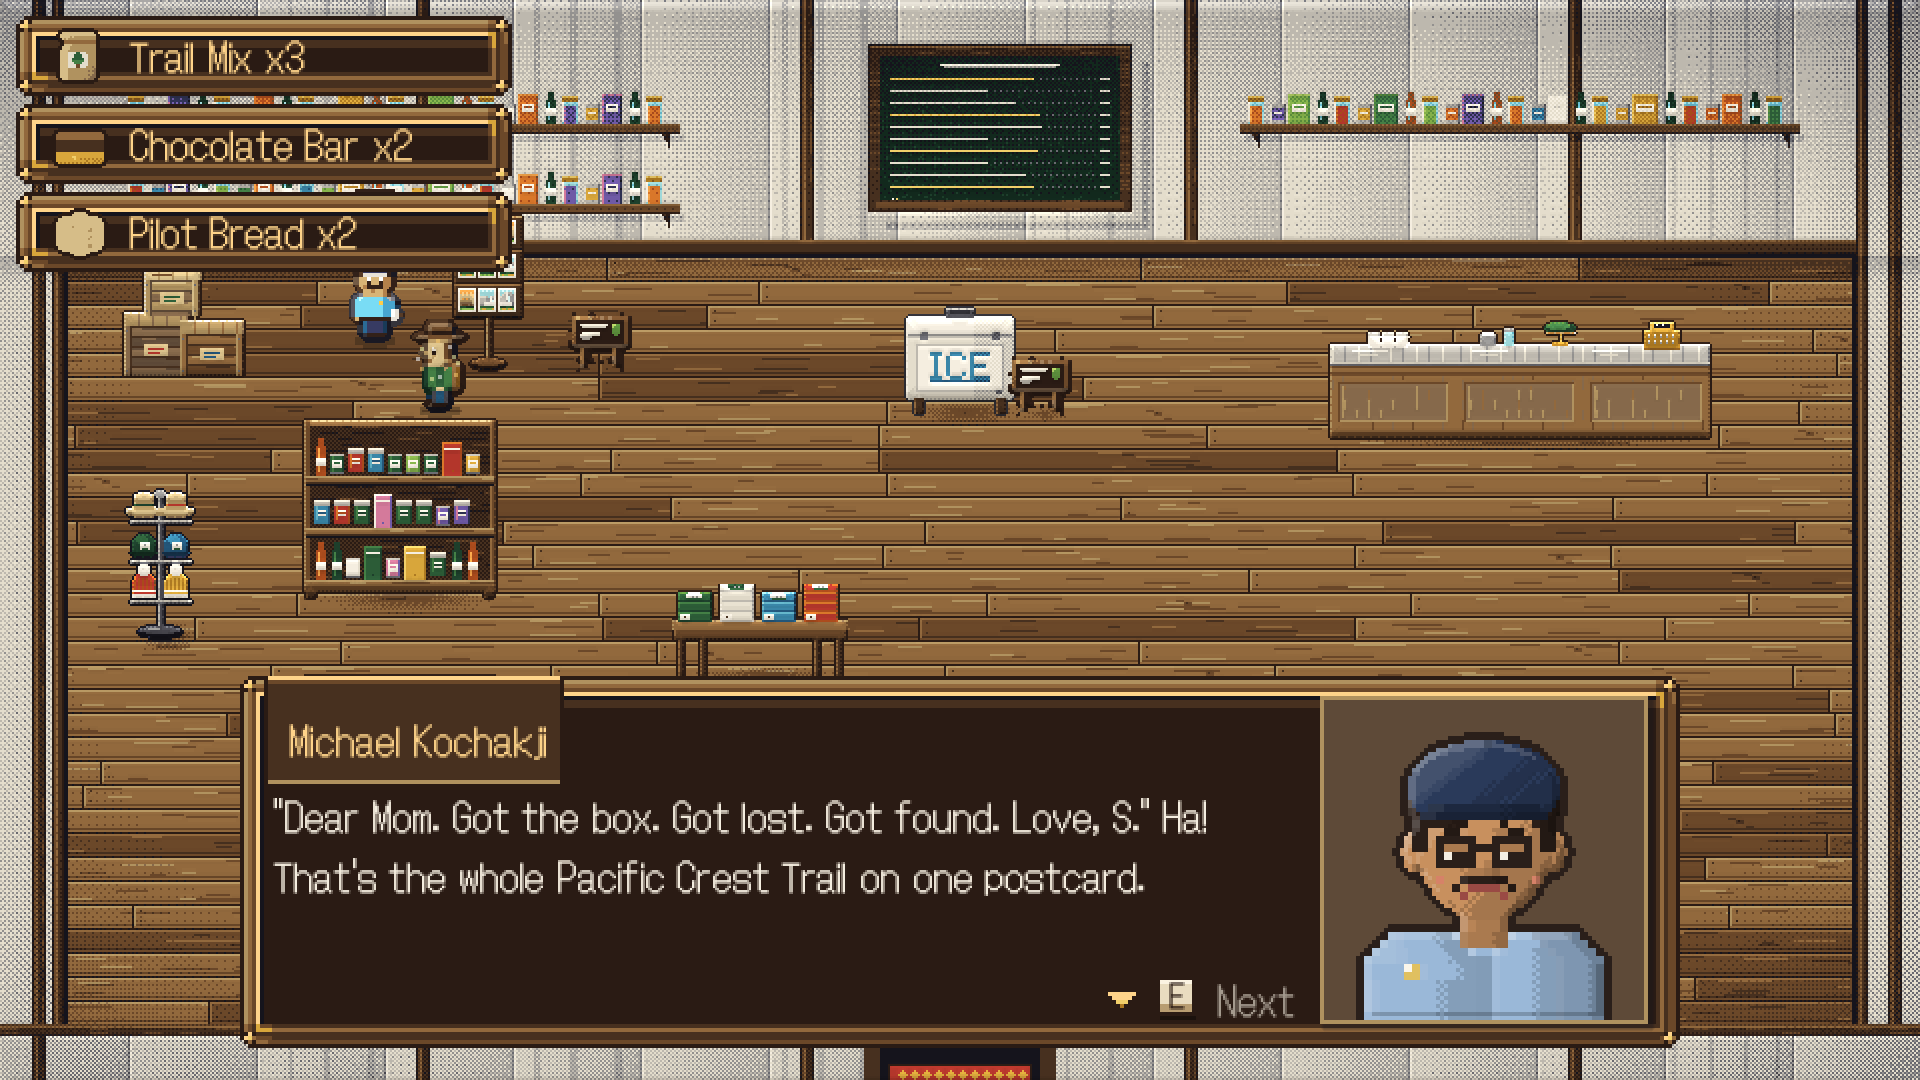 Trail Mix x3
Chocolate Bar x2
Pilot Bread x2
ICE
Michael Kochakji
"Dear Mom. Got the box. Got lost. Got found. Love, S." Ha!
That's the whole Pacific Crest Trail on one postcard.
E Next